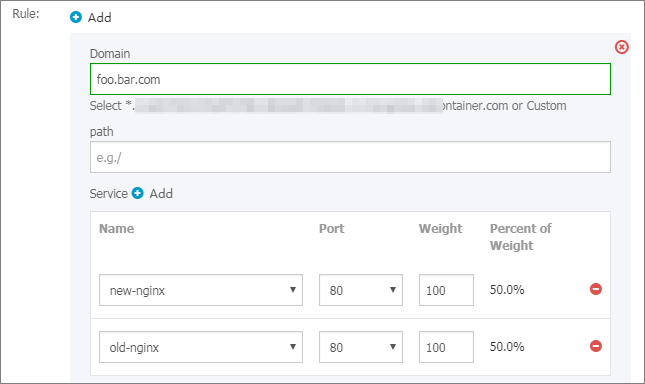 Rule: Add
Domain
foo.bar.com
Select *. ontainer.com or Custom
path
e.g./
Service Add
Name Port Weight Percent of
Weight
new-nginx 80 100 50.0%
old-nginx 80 100 50.0%